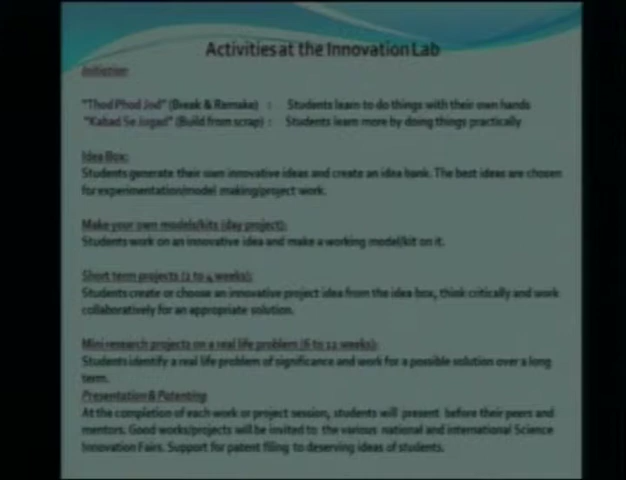 Activities at the Innovation Lab
Initiation:
"Thod Phod Jod" (Break & Remake) : Students learn to do things with their own hands
"Kabad Se Jugad" (Build from scrap) : Students learn more by doing things practically
Idea Box:
Students generate their own innovative ideas and create an idea bank. The best ideas are chosen
for experimentation/model making/project work.
Make your own models/kits (day project):
Students work on an innovative idea and make a working model/kit on it.
Short term projects (2 to 4 weeks):
Students create or choose an innovative project idea from the idea box, think critically and work
collaboratively for an appropriate solution.
Mini research projects on a real life problem (6 to 12 weeks):
Students identify a real life problem of significance and work for a possible solution over a long
term.
Presentation & Patenting
At the completion of each work or project session, students will present before their peers and
mentors. Good works/projects will be invited to the various national and international Science
Innovation Fairs. Support for patent filing to deserving ideas of students.